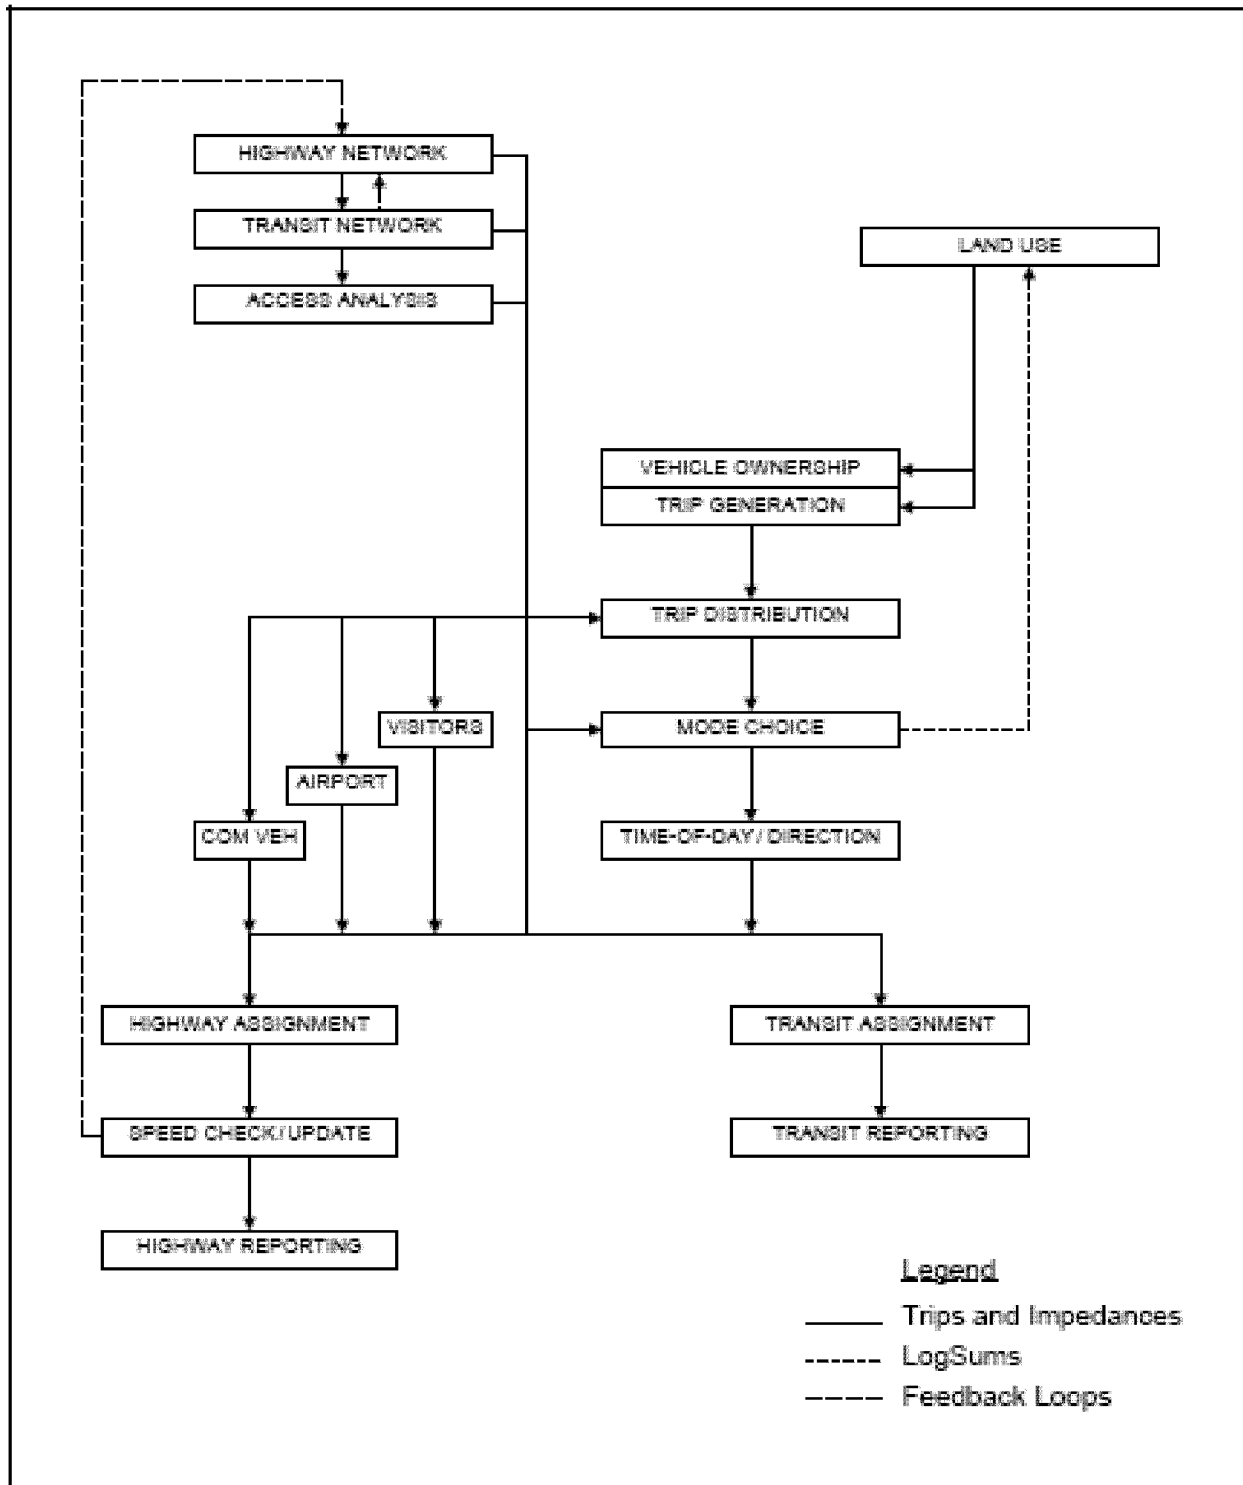 HIGHWAY NETWORK
TRANSIT NETWORK
LAND USE
ACCESS ANALYSIS
VEHICLE OWNERSHIP
TRIP GENERATION
TRIP DISTRIBUTION
VISITORS
MODE CHOICE
AIRPORT
COM VEH
TIME-OF-DAY / DIRECTION
HIGHWAY ASSIGNMENT
TRANSIT ASSIGNMENT
SPEED CHECK / UPDATE
TRANSIT REPORTING
HIGHWAY REPORTING
Legend
Trips and Impedances
LogSums
Feedback Loops